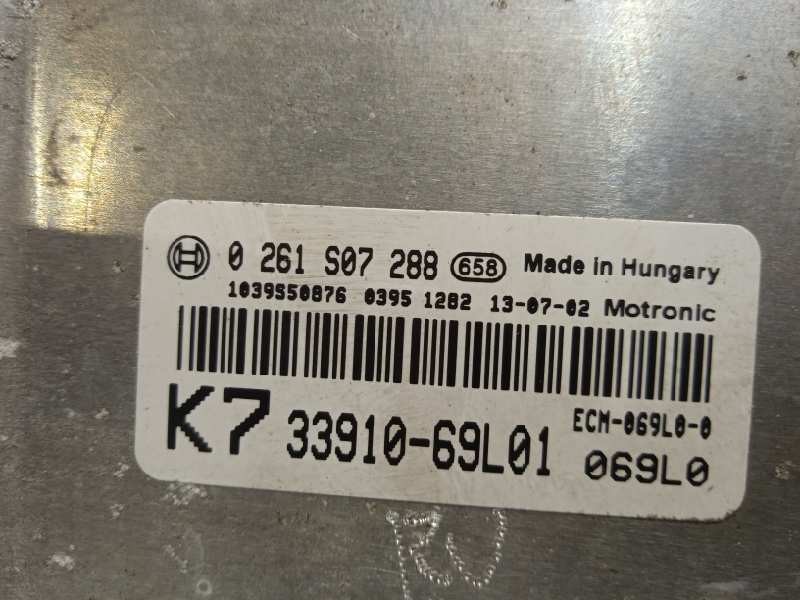 0 261 S07 288 658 Made in Hungary
1039S50876 0395 1282 13-07-02 Motronic
K7 33910-69L01 ECM-069L0-0
069L0
RU